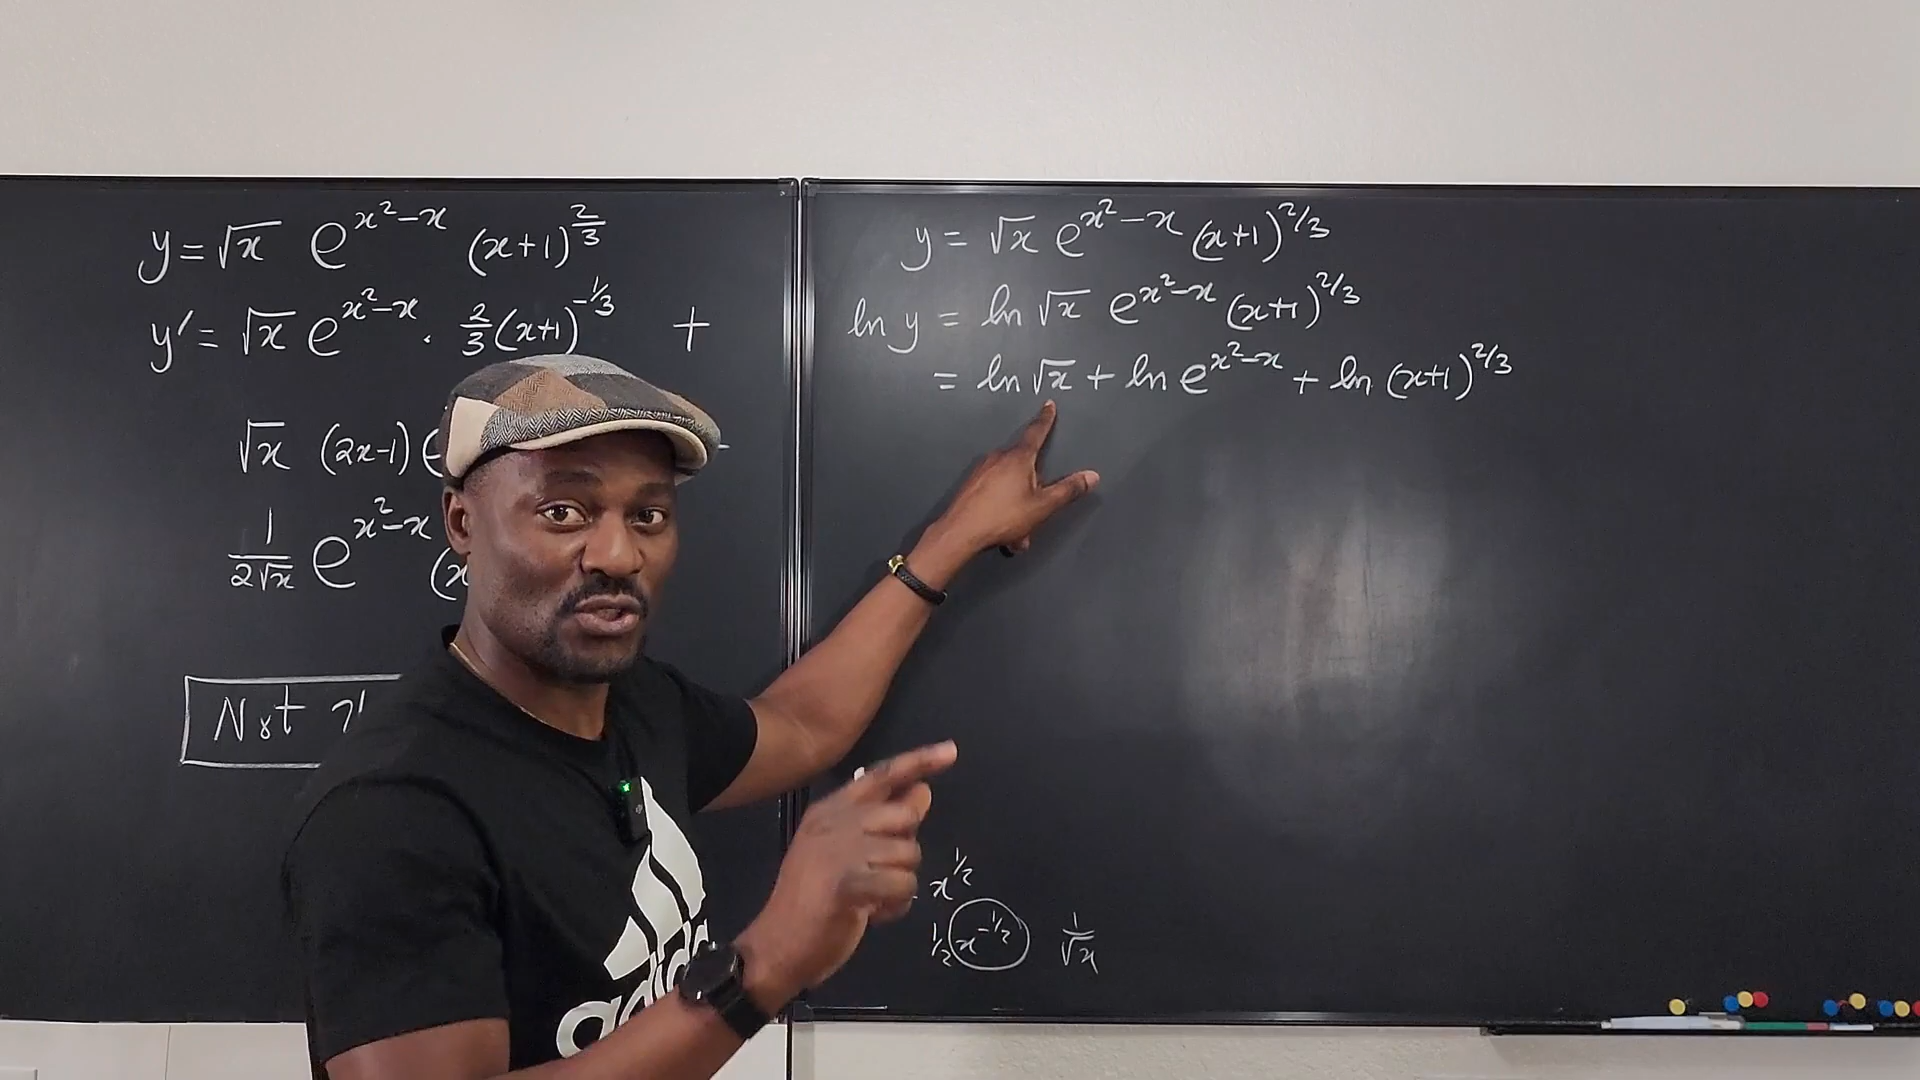 y = √x e^{x²-x} (x+1)^{2/3}
y' = √x e^{x²-x} · 2/3 (x+1)^{-1/3} +
√x (2x-1)
1/(2√x) e^{x²-x} (x
Not
y = √x e^{x²-x} (x+1)^{2/3}
ln y = ln √x e^{x²-x} (x+1)^{2/3}
= ln √x + ln e^{x²-x} + ln (x+1)^{2/3}
x^{1/2}
1/2 x^{-1/2} 1/√x
adidas